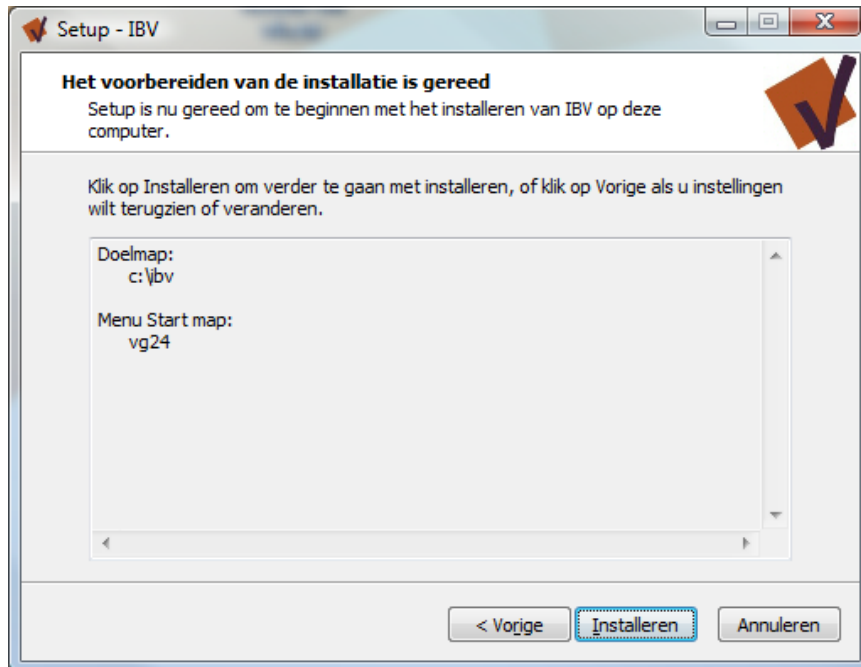 Setup - IBV
Het voorbereiden van de installatie is gereed
Setup is nu gereed om te beginnen met het installeren van IBV op deze
computer.
Klik op Installeren om verder te gaan met installeren, of klik op Vorige als u instellingen
wilt terugzien of veranderen.
Doelmap:
c:\ibv
Menu Start map:
vg24
< Vorige
Installeren
Annuleren